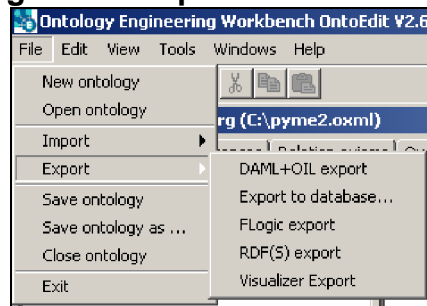 Ontology Engineering Workbench OntoEdit V2.6
File Edit View Tools Windows Help
New ontology
Open ontology
rg (C:\pyme2.oxml)
Import
Export
DAML+OIL export
Export to database...
Save ontology
FLogic export
Save ontology as ...
RDF(S) export
Close ontology
Visualizer Export
Exit